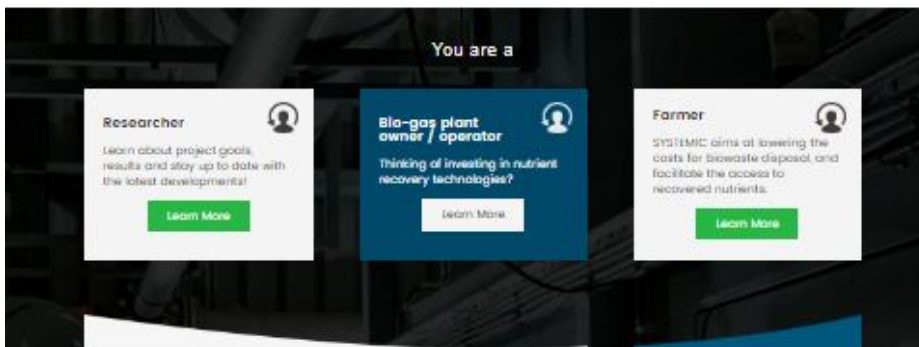 You are a
Researcher
Learn about project goals,
results and stay up to date with
the latest developments!
Learn More
Bio-gas plant
owner / operator
Thinking of investing in nutrient
recovery technologies?
Learn More
Farmer
SYSTEMIC aims at lowering the
costs for biowaste disposal, and
facilitate the access to
recovered nutrients.
Learn More